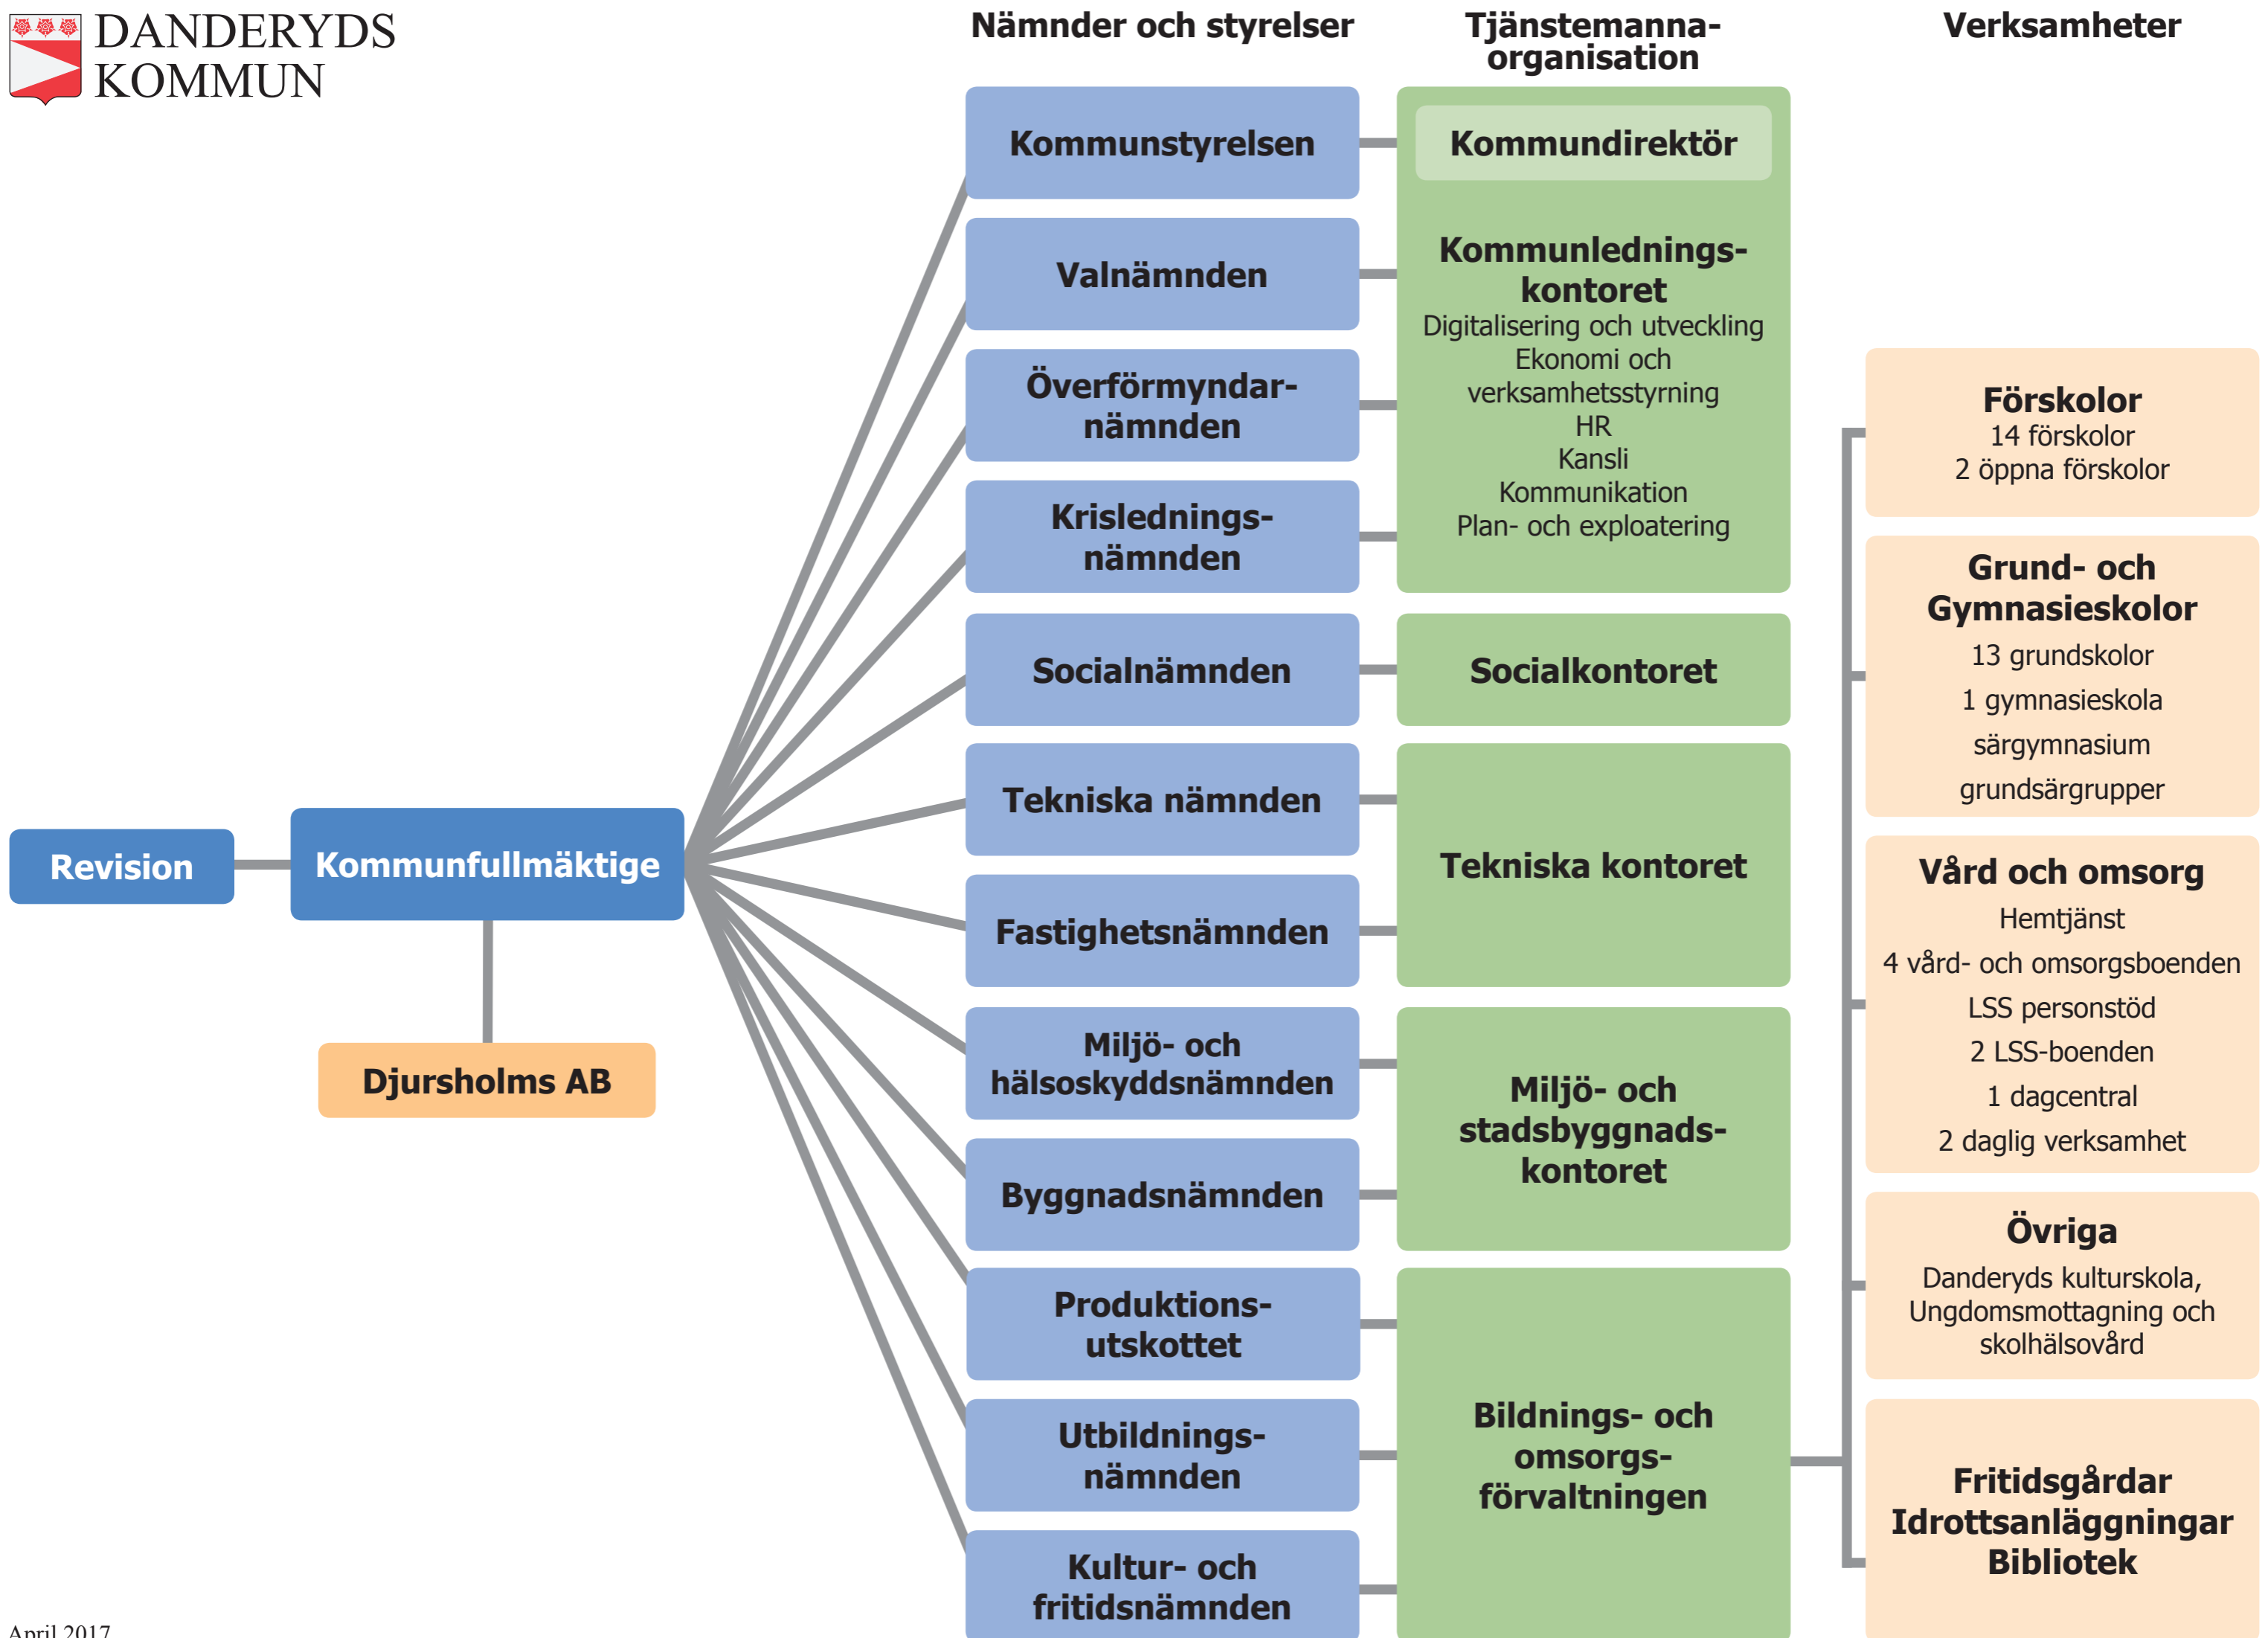 DANDERYDS
KOMMUN
Nämnder och styrelser
Tjänstemanna-
organisation
Verksamheter
Revision
Kommunfullmäktige
Djursholms AB
Kommunstyrelsen
Valnämnden
Överförmyndar-
nämnden
Krislednings-
nämnden
Socialnämnden
Tekniska nämnden
Fastighetsnämnden
Miljö- och
hälsoskyddsnämnden
Byggnadsnämnden
Produktions-
utskottet
Utbildnings-
nämnden
Kultur- och
fritidsnämnden
Kommundirektör
Kommunlednings-
kontoret
Digitalisering och utveckling
Ekonomi och
verksamhetsstyrning
HR
Kansli
Kommunikation
Plan- och exploatering
Socialkontoret
Tekniska kontoret
Miljö- och
stadsbyggnads-
kontoret
Bildnings- och
omsorgs-
förvaltningen
Förskolor
14 förskolor
2 öppna förskolor
Grund- och
Gymnasieskolor
13 grundskolor
1 gymnasieskola
särgymnasium
grundsärgrupper
Vård och omsorg
Hemtjänst
4 vård- och omsorgsboenden
LSS personstöd
2 LSS-boenden
1 dagcentral
2 daglig verksamhet
Övriga
Danderyds kulturskola,
Ungdomsmottagning och
skolhälsovård
Fritidsgårdar
Idrottsanläggningar
Bibliotek
April 2017